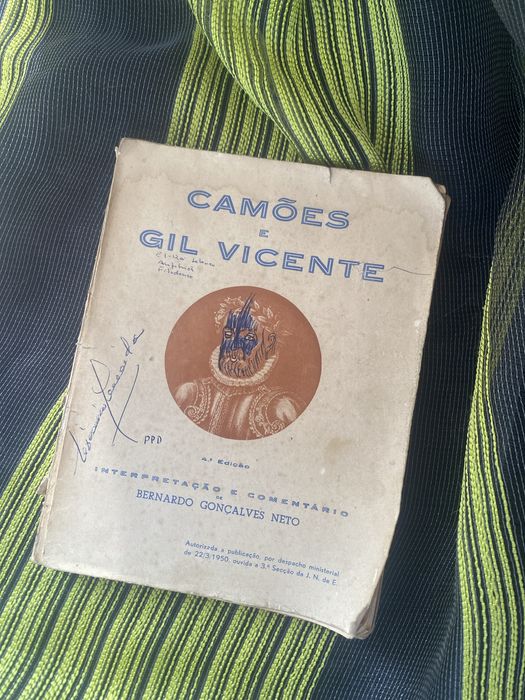 CAMÕES
E
GIL VICENTE
PPD
4.ª Edição
INTERPRETAÇÃO E COMENTÁRIO
DE
BERNARDO GONÇALVES NETO
Autorizada a publicação, por despacho ministerial
de 22/3/1950, ouvida a 3.ª Secção da J. N. da E.